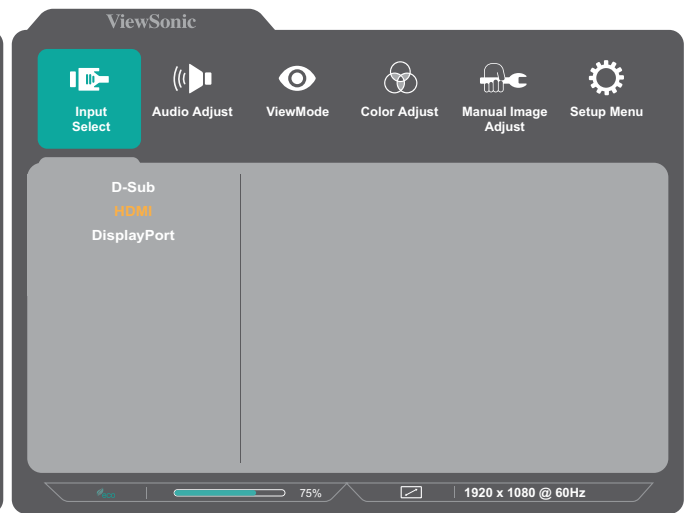 ViewSonic
Input
Select
Audio Adjust
ViewMode
Color Adjust
Manual Image
Adjust
Setup Menu
D-Sub
HDMI
DisplayPort
eco
75%
1920 x 1080 @ 60Hz